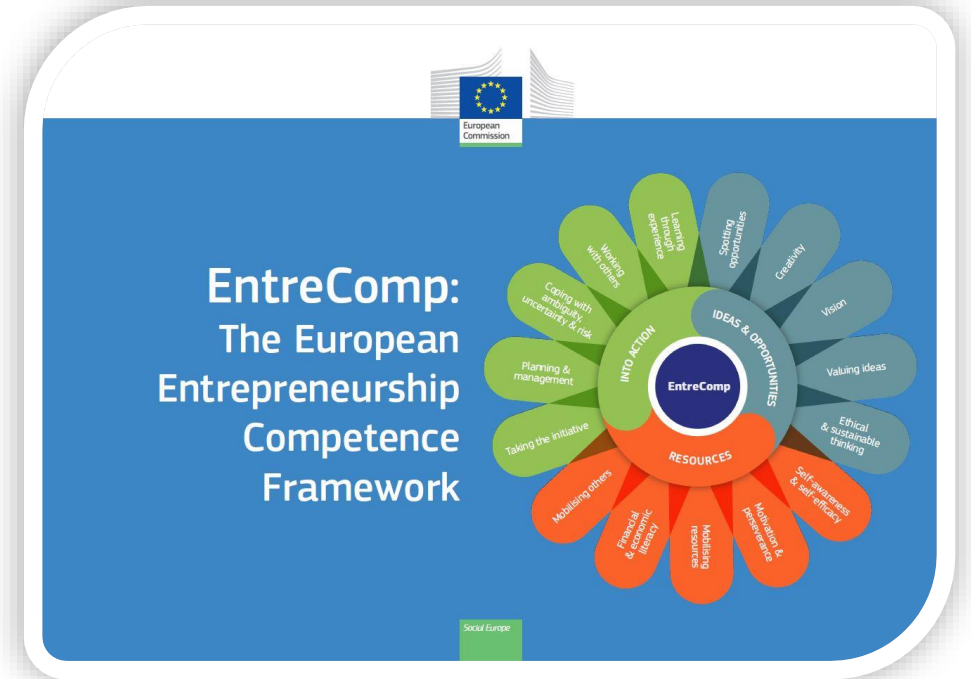 European
Commission
EntreComp:
The European
Entrepreneurship
Competence
Framework
Learning
through
experience
Working
with others
Coping with
ambiguity,
uncertainty & risk
Planning &
management
Taking the initiative
INTO ACTION
Spotting
opportunities
Creativity
Vision
Valuing ideas
Ethical
& sustainable
thinking
IDEAS & OPPORTUNITIES
EntreComp
RESOURCES
Self-awareness
& self-efficacy
Motivation &
perseverance
Mobilising
resources
Financial
& economic
literacy
Mobilising others
Social Europe